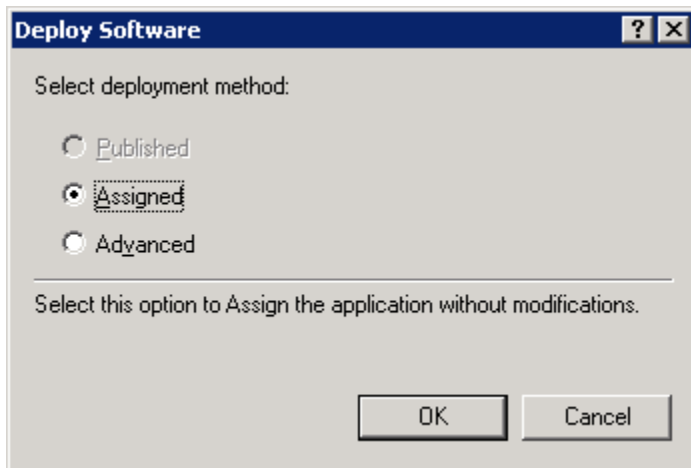 Deploy Software
Select deployment method:
Published
Assigned
Advanced
Select this option to Assign the application without modifications.
OK Cancel